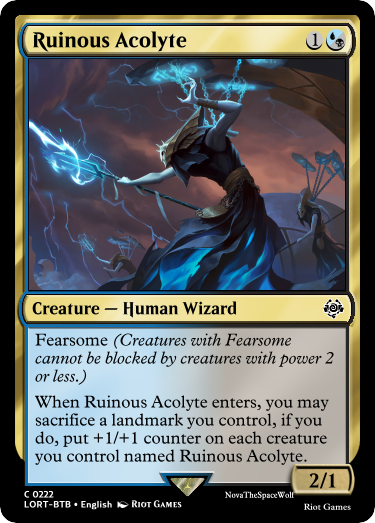 Ruinous Acolyte 1
Creature — Human Wizard
Fearsome (Creatures with Fearsome
cannot be blocked by creatures with power 2
or less.)
When Ruinous Acolyte enters, you may
sacrifice a landmark you control, if you
do, put +1/+1 counter on each creature
you control named Ruinous Acolyte.
2/1
C 0222
LORT-BTB • English Riot Games
NovaTheSpaceWolf
Riot Games